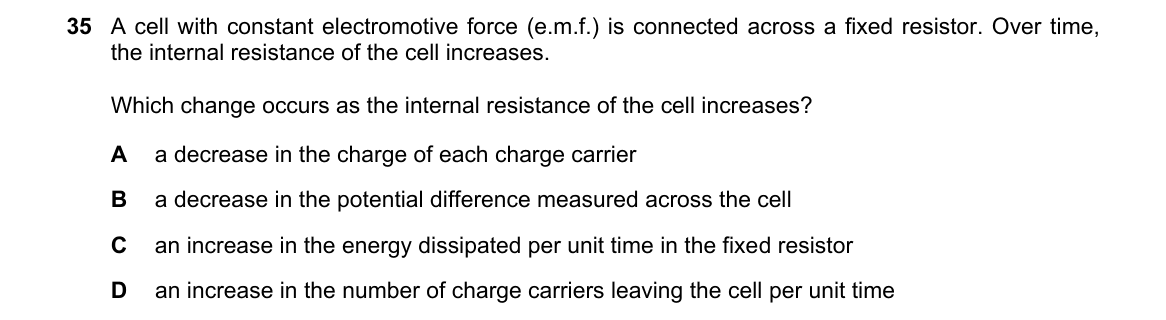 35 A cell with constant electromotive force (e.m.f.) is connected across a fixed resistor. Over time,
the internal resistance of the cell increases.
Which change occurs as the internal resistance of the cell increases?
A a decrease in the charge of each charge carrier
B a decrease in the potential difference measured across the cell
C an increase in the energy dissipated per unit time in the fixed resistor
D an increase in the number of charge carriers leaving the cell per unit time